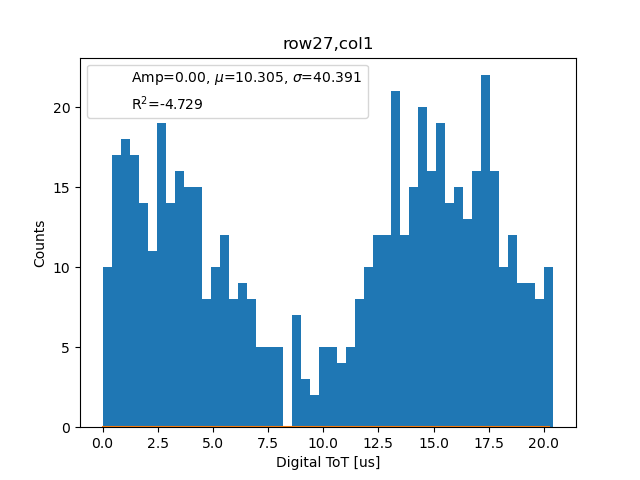 row27,col1
Amp=0.00, μ=10.305, σ=40.391
R²=-4.729
Counts
20
15
10
5
0
0.0 2.5 5.0 7.5 10.0 12.5 15.0 17.5 20.0
Digital ToT [us]